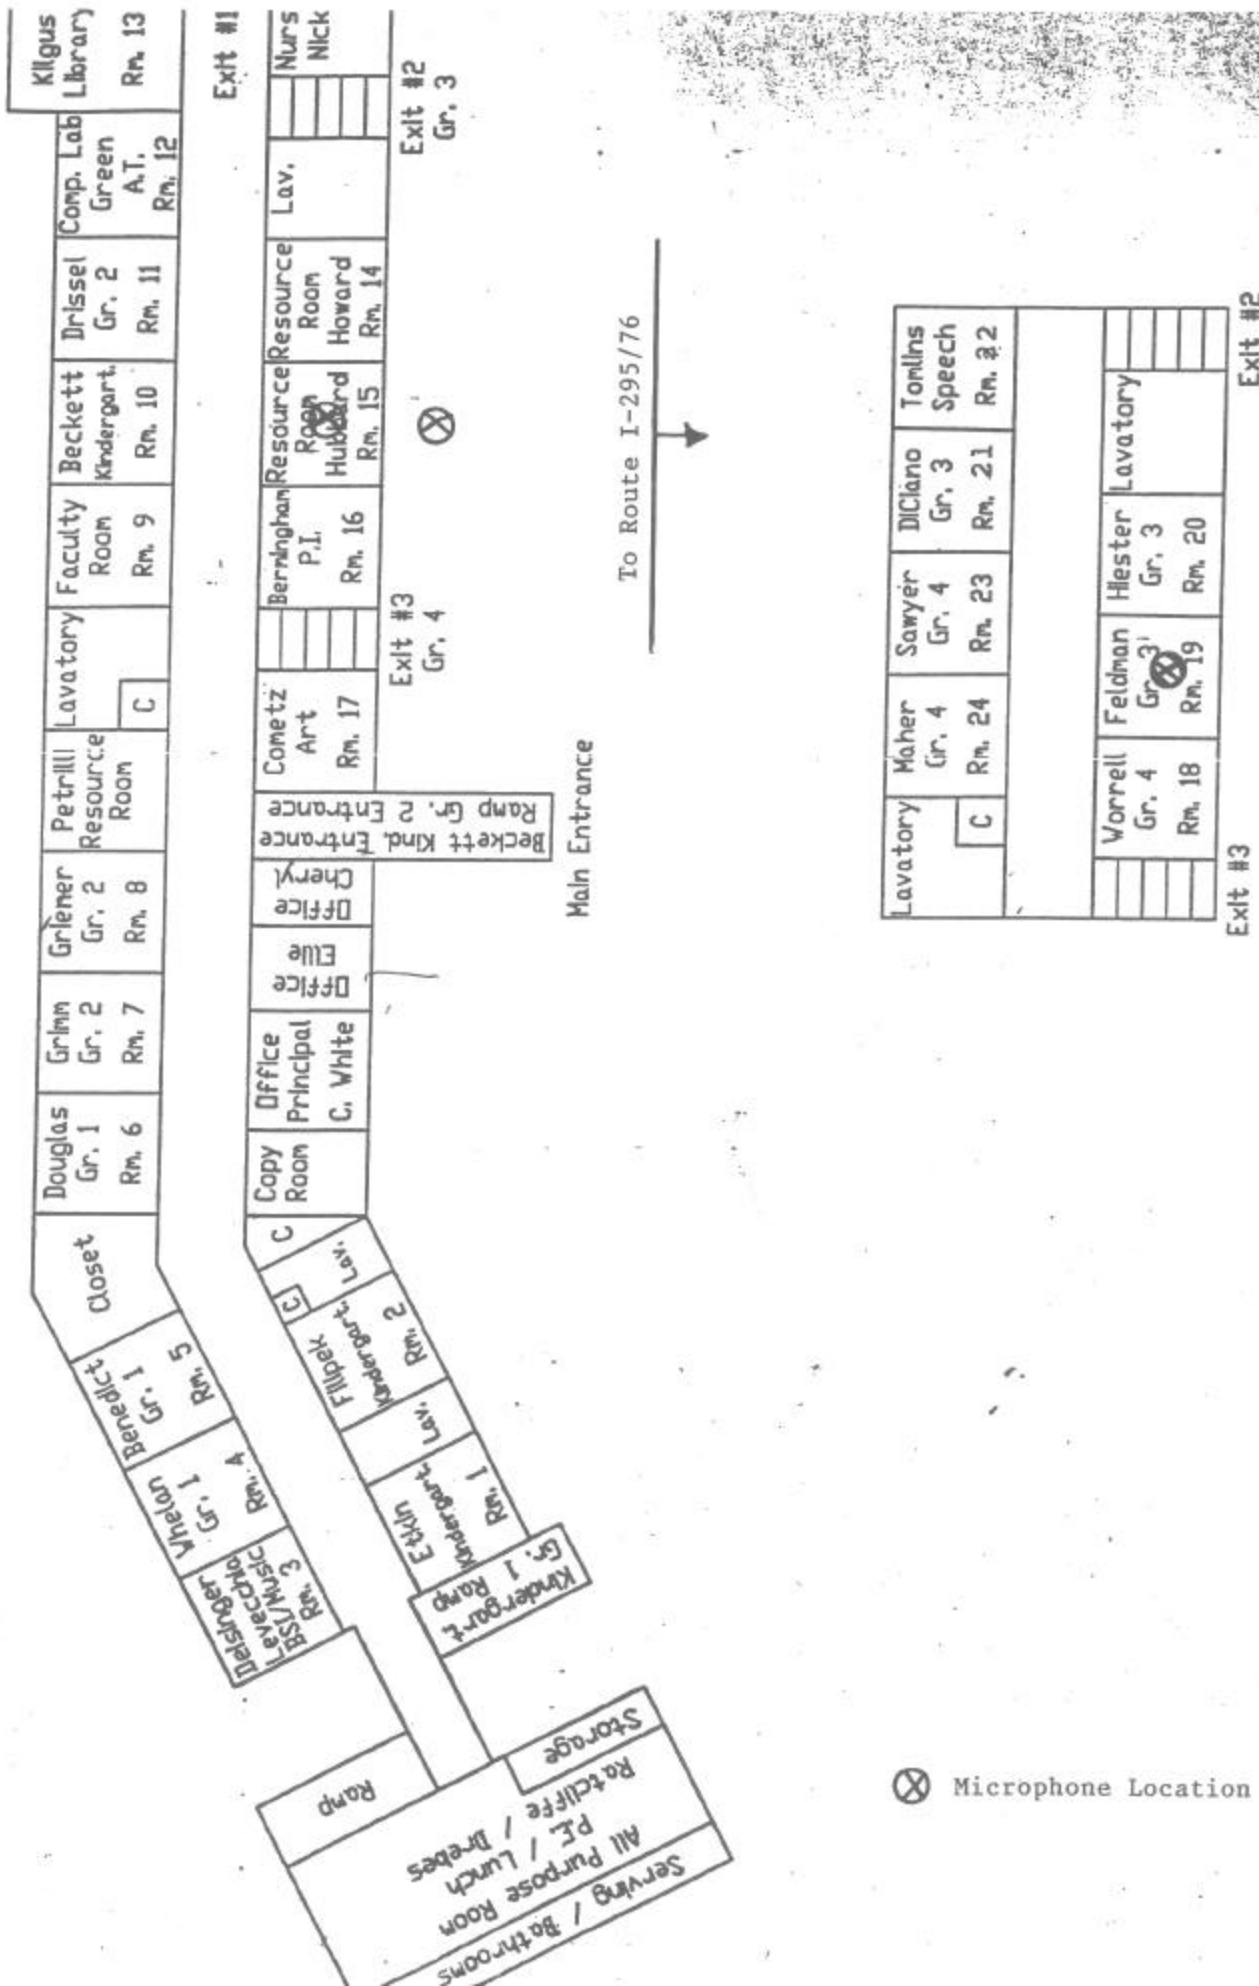 Kilgus
Library
Rm. 13
Exit #1
Nurs
Nick
Exit #2
Gr. 3
Comp. Lab
Green
A.T.
Rm. 12
Lav.
Drissel
Gr. 2
Rm. 11
Resource
Room
Howard
Rm. 14
Beckett
Kindergart.
Rm. 10
Resource
Room
Hubbard
Rm. 15
Faculty
Room
Rm. 9
Berningham
P.I.
Rm. 16
Lavatory
C
Exit #3
Gr. 4
Petrilli
Resource
Room
Cometz
Art
Rm. 17
Ramp Gr. 2 Entrance
Beckett Kind. Entrance
Main Entrance
Griener
Gr. 2
Rm. 8
Office
Cheryl
Grimm
Gr. 2
Rm. 7
Office
Ellie
Douglas
Gr. 1
Rm. 6
Office
Principal
C. White
Copy
Room
Closet
C
Lav.
C
Benedict
Gr. 1
Rm. 5
Filipek
Kindergart.
Rm. 2
Whelan
Gr. 1
Rm. 4
Lav.
Delsinger
Levecchia
BSI/Music
Rm. 3
Etkin
Kindergart.
Rm. 1
Kindergart.
Gr. 1
Ramp
Ramp
Storage
Ratcliffe / Drebes
P.E. / Lunch
All Purpose Room
Serving / Bathrooms
To Route I-295/76
Tomlins
Speech
Rm. 22
DiCiano
Gr. 3
Rm. 21
Sawyer
Gr. 4
Rm. 23
Maher
Gr. 4
Rm. 24
Lavatory
C
Exit #2
Lavatory
Hester
Gr. 3
Rm. 20
Feldman
Gr. 3
Rm. 19
Worrell
Gr. 4
Rm. 18
Exit #3
Microphone Location